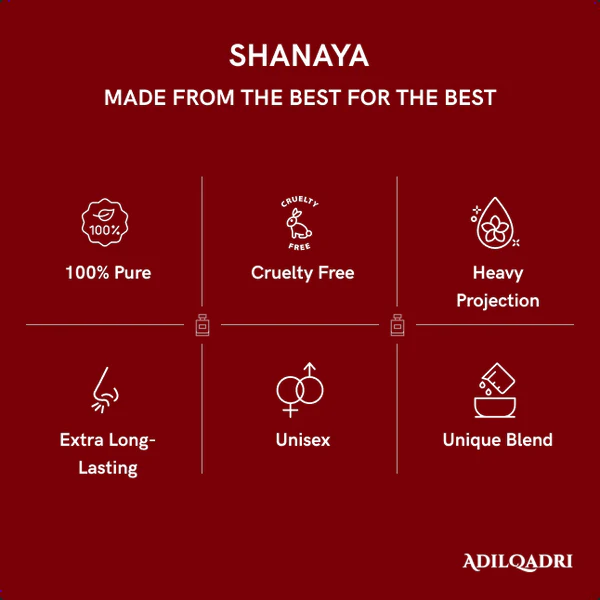 SHANAYA
MADE FROM THE BEST FOR THE BEST
100%
100% Pure
CRUELTY
FREE
Cruelty Free
Heavy
Projection
Extra Long-
Lasting
Unisex
Unique Blend
ADILQADRI